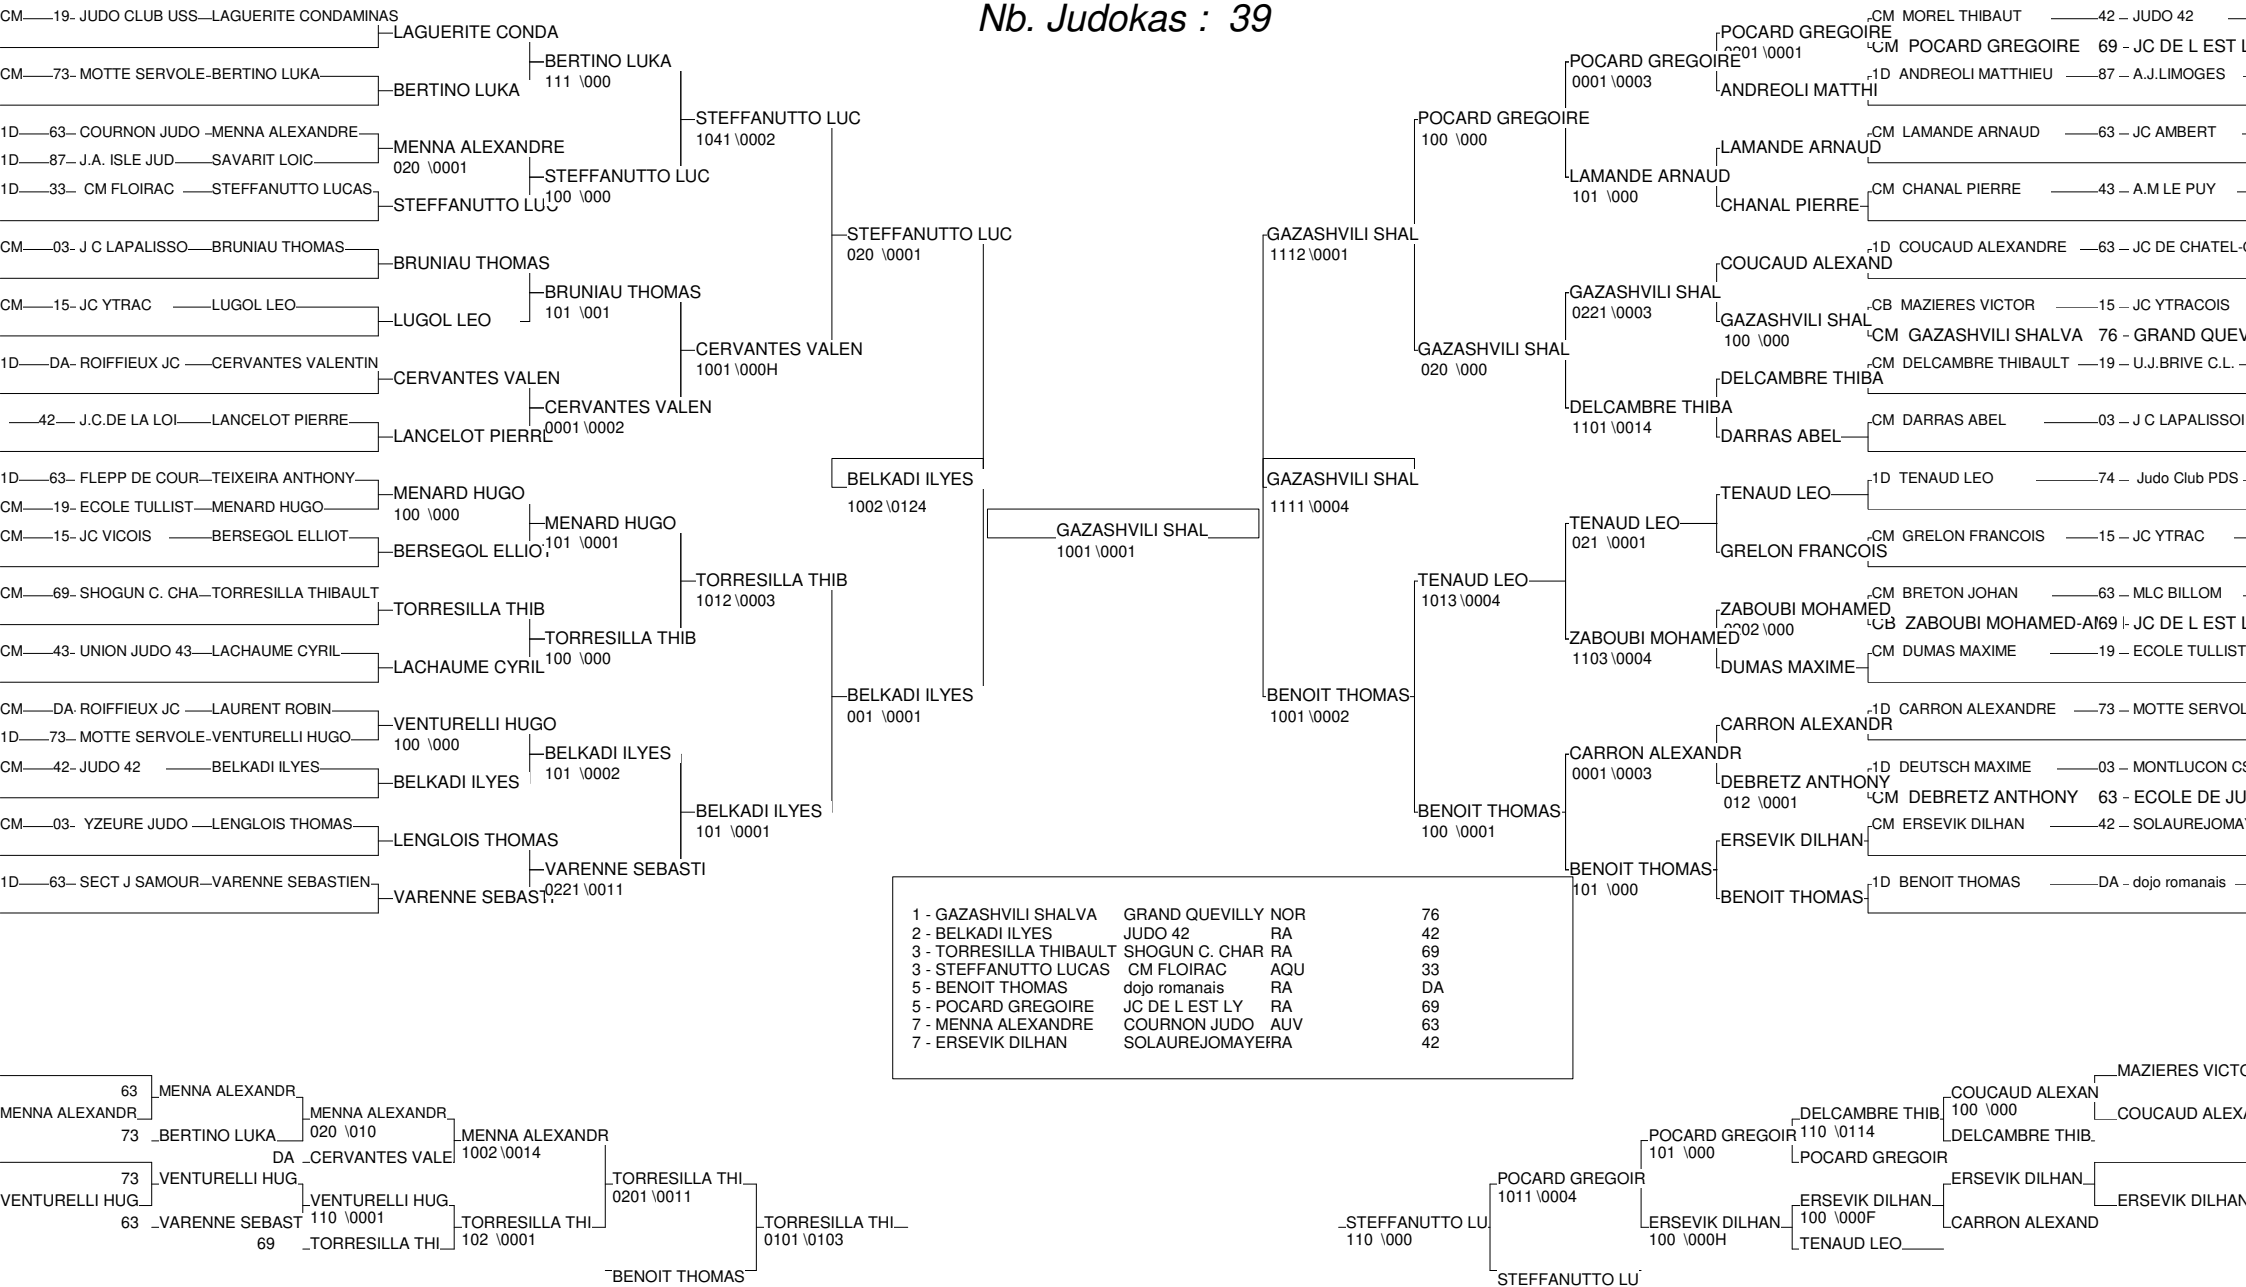 Nb. Judokas : 39
CM 19- JUDO CLUB USS LAGUERITE CONDAMINAS
CM 73- MOTTE SERVOLE-BERTINO LUKA
1D 63- COURNON JUDO MENNA ALEXANDRE
1D 87- J.A. ISLE JUD SAVARIT LOIC
1D 33- CM FLOIRAC STEFFANUTTO LUCAS
CM 03- J C LAPALISSO BRUNIAU THOMAS
CM 15- JC YTRAC LUGOL LEO
1D DA- ROIFFIEUX JC CERVANTES VALENTIN
42 J.C.DE LA LOI LANCELOT PIERRE
1D 63- FLEPP DE COUR TEIXEIRA ANTHONY
CM 19- ECOLE TULLIST MENARD HUGO
CM 15- JC VICOIS BERSEGOL ELLIOT
CM 69- SHOGUN C. CHA TORRESILLA THIBAULT
CM 43- UNION JUDO 43 LACHAUME CYRIL
CM DA- ROIFFIEUX JC LAURENT ROBIN
1D 73- MOTTE SERVOLE-VENTURELLI HUGO
CM 42- JUDO 42 BELKADI ILYES
CM 03- YZEURE JUDO LENGLOIS THOMAS
1D 63- SECT J SAMOUR VARENNE SEBASTIEN
LAGUERITE CONDA
BERTINO LUKA
MENNA ALEXANDRE
020 \0001
STEFFANUTTO LUC
BRUNIAU THOMAS
LUGOL LEO
CERVANTES VALEN
LANCELOT PIERRE
MENARD HUGO
100 \000
BERSEGOL ELLIOT
TORRESILLA THIB
LACHAUME CYRIL
VENTURELLI HUGO
100 \000
BELKADI ILYES
LENGLOIS THOMAS
VARENNE SEBAST
BERTINO LUKA
111 \000
STEFFANUTTO LUC
100 \000
BRUNIAU THOMAS
101 \001
CERVANTES VALEN
0001 \0002
MENARD HUGO
101 \0001
TORRESILLA THIB
100 \000
BELKADI ILYES
101 \0002
VARENNE SEBASTI
0221 \0011
STEFFANUTTO LUC
1041 \0002
CERVANTES VALEN
1001 \000H
TORRESILLA THIB
1012 \0003
BELKADI ILYES
101 \0001
STEFFANUTTO LUC
020 \0001
BELKADI ILYES
1002 \0124
BELKADI ILYES
001 \0001
GAZASHVILI SHAL
1001 \0001
GAZASHVILI SHAL
1112 \0001
GAZASHVILI SHAL
1111 \0004
BENOIT THOMAS
1001 \0002
POCARD GREGOIRE
100 \000
GAZASHVILI SHAL
020 \000
TENAUD LEO
1013 \0004
BENOIT THOMAS
100 \0001
POCARD GREGOIRE
0001 \0003
LAMANDE ARNAUD
101 \000
GAZASHVILI SHAL
0221 \0003
DELCAMBRE THIBA
1101 \0014
TENAUD LEO
021 \0001
ZABOUBI MOHAMED
1103 \0004
CARRON ALEXANDR
0001 \0003
BENOIT THOMAS
101 \000
POCARD GREGOIRE
\0001
ANDREOLI MATTHI
LAMANDE ARNAUD
CHANAL PIERRE
COUCAUD ALEXAND
GAZASHVILI SHAL
100 \000
DELCAMBRE THIBA
DARRAS ABEL
TENAUD LEO
GRELON FRANCOIS
ZABOUBI MOHAMED
\000
DUMAS MAXIME
CARRON ALEXANDR
DEBRETZ ANTHONY
012 \0001
ERSEVIK DILHAN
BENOIT THOMAS
CM MOREL THIBAUT 42 – JUDO 42
CM POCARD GREGOIRE 69 - JC DE L EST L
1D ANDREOLI MATTHIEU 87 – A.J.LIMOGES
CM LAMANDE ARNAUD 63 – JC AMBERT
CM CHANAL PIERRE 43 – A.M LE PUY
1D COUCAUD ALEXANDRE 63 – JC DE CHATEL-
CB MAZIERES VICTOR 15 – JC YTRACOIS
CM GAZASHVILI SHALVA 76 - GRAND QUEV
CM DELCAMBRE THIBAULT 19 – U.J.BRIVE C.L.
CM DARRAS ABEL 03 – J C LAPALISSOI
1D TENAUD LEO 74 – Judo Club PDS
CM GRELON FRANCOIS 15 – JC YTRAC
CM BRETON JOHAN 63 – MLC BILLOM
CB ZABOUBI MOHAMED-A 69 - JC DE L EST L
CM DUMAS MAXIME 19 – ECOLE TULLIST
1D CARRON ALEXANDRE 73 – MOTTE SERVOL
1D DEUTSCH MAXIME 03 – MONTLUCON CS
CM DEBRETZ ANTHONY 63 - ECOLE DE JU
CM ERSEVIK DILHAN 42 – SOLAUREJOMAY
1D BENOIT THOMAS DA – dojo romanais
1 - GAZASHVILI SHALVA GRAND QUEVILLY NOR 76
2 - BELKADI ILYES JUDO 42 RA 42
3 - TORRESILLA THIBAULT SHOGUN C. CHAR RA 69
3 - STEFFANUTTO LUCAS CM FLOIRAC AQU 33
5 - BENOIT THOMAS dojo romanais RA DA
5 - POCARD GREGOIRE JC DE L EST LY RA 69
7 - MENNA ALEXANDRE COURNON JUDO AUV 63
7 - ERSEVIK DILHAN SOLAUREJOMAYER RA 42
63 MENNA ALEXANDR
MENNA ALEXANDR
73 BERTINO LUKA
MENNA ALEXANDR
020 \010
DA CERVANTES VALE
MENNA ALEXANDR
1002 \0014
73 VENTURELLI HUG
VENTURELLI HUG
63 VARENNE SEBAST
VENTURELLI HUG
110 \0001
69 TORRESILLA THI
TORRESILLA THI
102 \0001
TORRESILLA THI
0201 \0011
BENOIT THOMAS
TORRESILLA THI
0101 \0103
STEFFANUTTO LU
110 \000
POCARD GREGOIR
1011 \0004
STEFFANUTTO LU
POCARD GREGOIR
101 \000
ERSEVIK DILHAN
100 \000H
DELCAMBRE THIB
110 \0114
POCARD GREGOIR
ERSEVIK DILHAN
100 \000F
TENAUD LEO
COUCAUD ALEXAN
100 \000
DELCAMBRE THIB
ERSEVIK DILHAN
CARRON ALEXAND
MAZIERES VICTO
COUCAUD ALEXA
ERSEVIK DILHAN